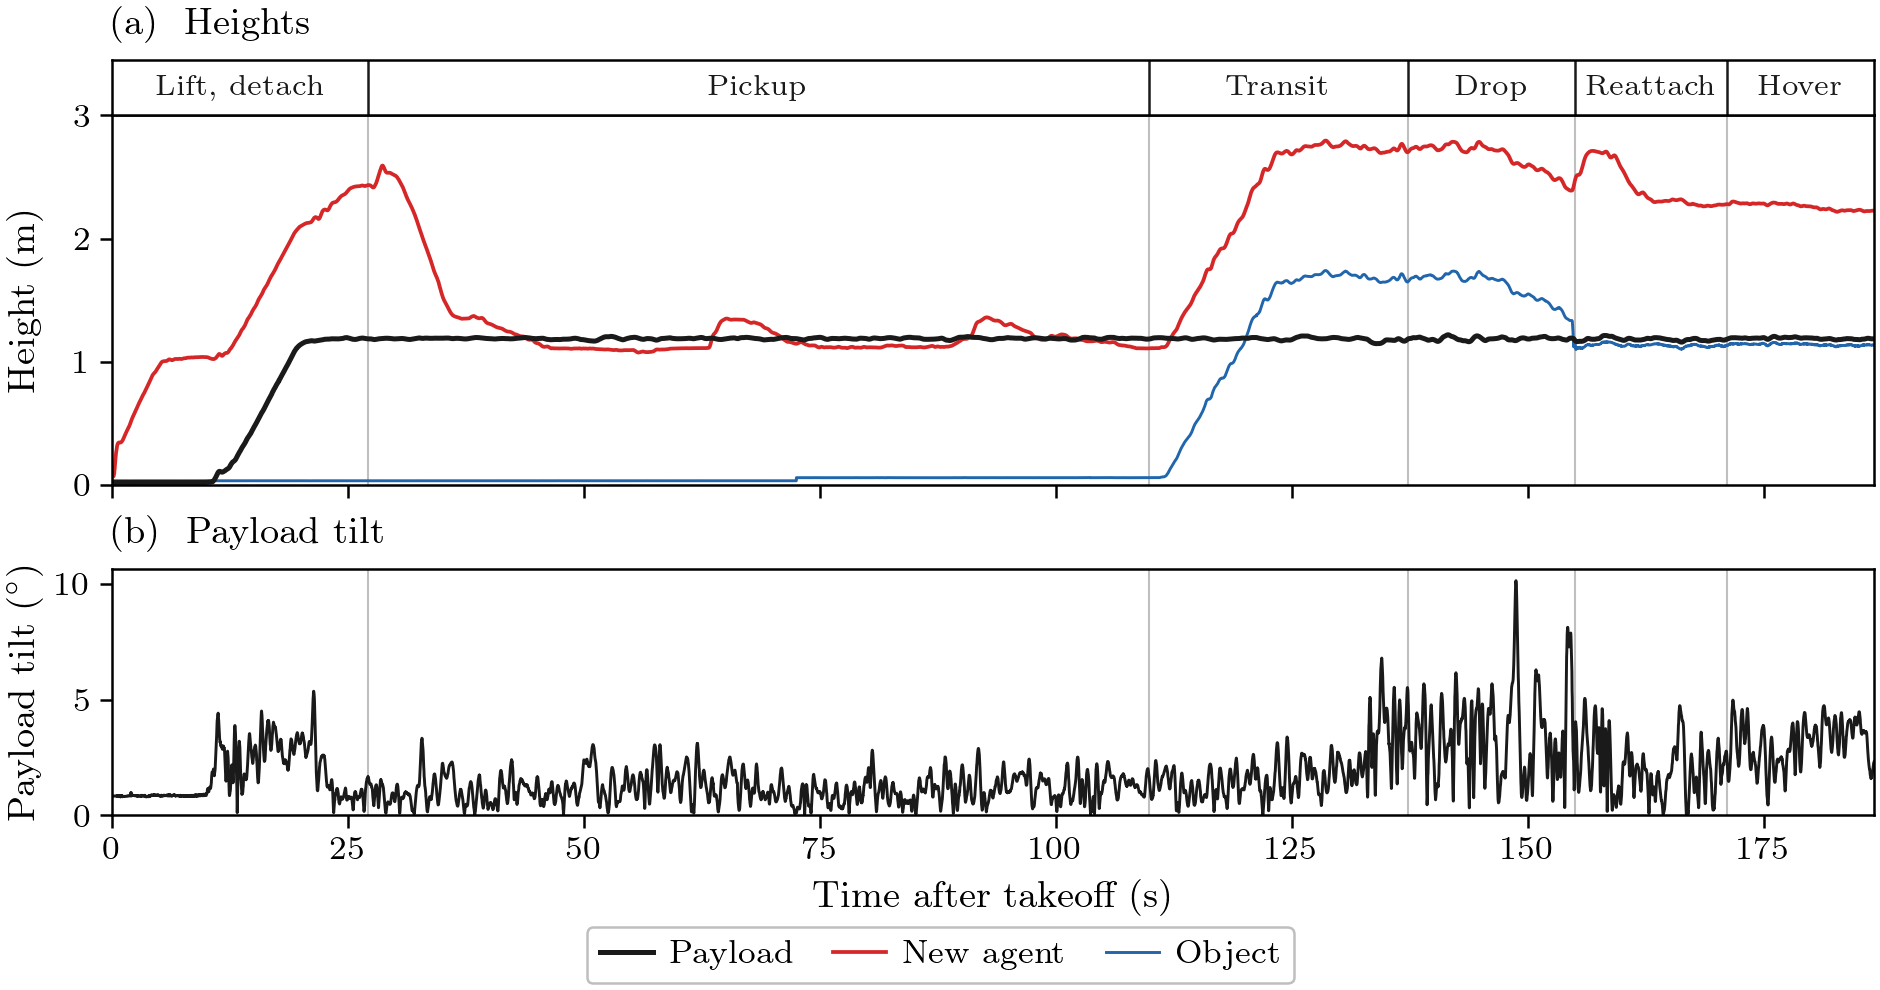 (a) Heights
Lift, detach Pickup Transit Drop Reattach Hover
3
2
1
0
Height (m)
(b) Payload tilt
10
5
0
Payload tilt (°)
0 25 50 75 100 125 150 175
Time after takeoff (s)
Payload New agent Object